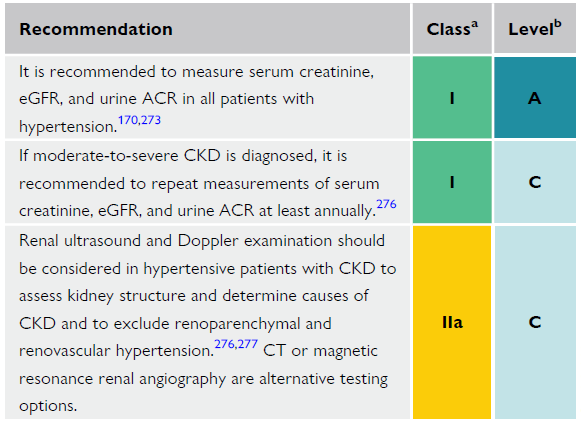 Recommendation Classa Levelb
It is recommended to measure serum creatinine,
eGFR, and urine ACR in all patients with
hypertension.170,273
I A
If moderate-to-severe CKD is diagnosed, it is
recommended to repeat measurements of serum
creatinine, eGFR, and urine ACR at least annually.276
I C
Renal ultrasound and Doppler examination should
be considered in hypertensive patients with CKD to
assess kidney structure and determine causes of
CKD and to exclude renoparenchymal and
renovascular hypertension.276,277 CT or magnetic
resonance renal angiography are alternative testing
options.
IIa C